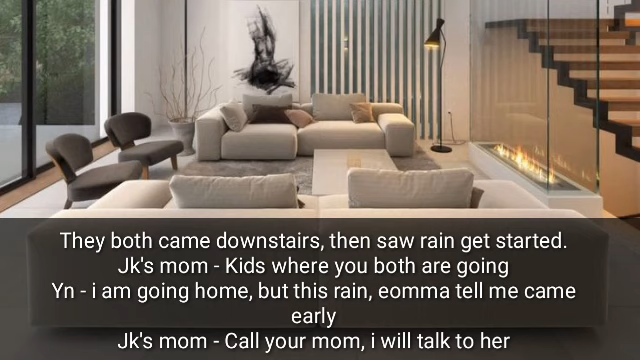 They both came downstairs, then saw rain get started.
Jk's mom - Kids where you both are going
Yn - i am going home, but this rain, eomma tell me came
early
Jk's mom - Call your mom, i will talk to her